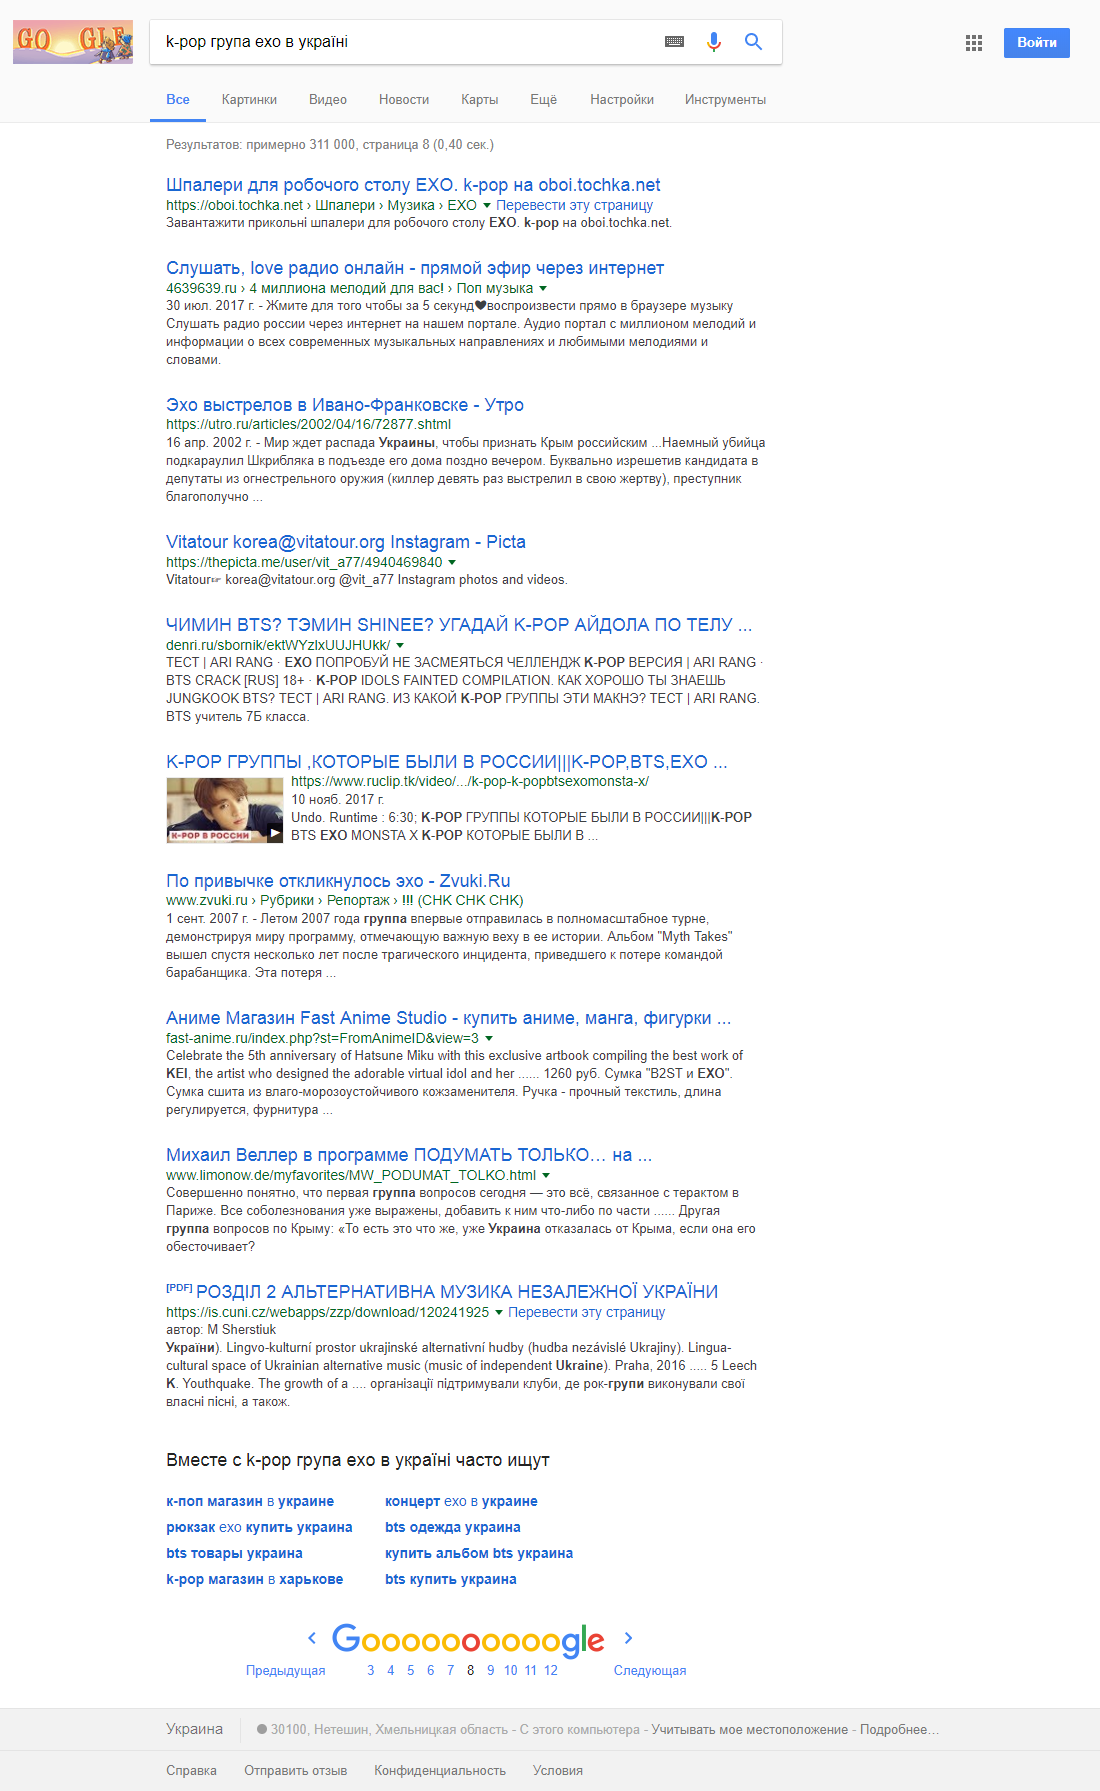 GO GLE
k-pop група exo в україні
Войти
Все Картинки Видео Новости Карты Ещё Настройки Инструменты
Результатов: примерно 311 000, страница 8 (0,40 сек.)
Шпалери для робочого столу EXO. k-pop на oboi.tochka.net
https://oboi.tochka.net › Шпалери › Музика › EXO ▼ Перевести эту страницу
Завантажити прикольні шпалери для робочого столу EXO. k-pop на oboi.tochka.net.
Слушать, love радио онлайн - прямой эфир через интернет
4639639.ru › 4 миллиона мелодий для вас! › Поп музыка ▼
30 июл. 2017 г. - Жмите для того чтобы за 5 секунд🖤воспроизвести прямо в браузере музыку
Слушать радио россии через интернет на нашем портале. Аудио портал с миллионом мелодий и
информации о всех современных музыкальных направлениях и любимыми мелодиями и
словами.
Эхо выстрелов в Ивано-Франковске - Утро
https://utro.ru/articles/2002/04/16/72877.shtml
16 апр. 2002 г. - Мир ждет распада Украины, чтобы признать Крым российским ...Наемный убийца
подкараулил Шкрибляка в подъезде его дома поздно вечером. Буквально изрешетив кандидата в
депутаты из огнестрельного оружия (киллер девять раз выстрелил в свою жертву), преступник
благополучно ...
Vitatour korea@vitatour.org Instagram - Picta
https://thepicta.me/user/vit_a77/4940469840 ▼
Vitatour☞ korea@vitatour.org @vit_a77 Instagram photos and videos.
ЧИМИН BTS? ТЭМИН SHINEE? УГАДАЙ K-POP АЙДОЛА ПО ТЕЛУ ...
denri.ru/sbornik/ektWYzIxUUJHUkk/ ▼
ТЕСТ | ARI RANG · EXO ПОПРОБУЙ НЕ ЗАСМЕЯТЬСЯ ЧЕЛЛЕНДЖ K-POP ВЕРСИЯ | ARI RANG ·
BTS CRACK [RUS] 18+ · K-POP IDOLS FAINTED COMPILATION. КАК ХОРОШО ТЫ ЗНАЕШЬ
JUNGKOOK BTS? ТЕСТ | ARI RANG. ИЗ КАКОЙ K-POP ГРУППЫ ЭТИ МАКНЭ? ТЕСТ | ARI RANG.
BTS учитель 7Б класса.
K-POP ГРУППЫ ,КОТОРЫЕ БЫЛИ В РОССИИ|||K-POP,BTS,EXO ...
K-POP В РОССИИ
https://www.ruclip.tk/video/.../k-pop-k-popbtsexomonsta-x/
10 нояб. 2017 г.
Undo. Runtime : 6:30; K-POP ГРУППЫ КОТОРЫЕ БЫЛИ В РОССИИ|||K-POP
BTS EXO MONSTA X K-POP КОТОРЫЕ БЫЛИ В ...
По привычке откликнулось эхо - Zvuki.Ru
www.zvuki.ru › Рубрики › Репортаж › !!! (CHK CHK CHK)
1 сент. 2007 г. - Летом 2007 года группа впервые отправилась в полномасштабное турне,
демонстрируя миру программу, отмечающую важную веху в ее истории. Альбом "Myth Takes"
вышел спустя несколько лет после трагического инцидента, приведшего к потере командой
барабанщика. Эта потеря ...
Аниме Магазин Fast Anime Studio - купить аниме, манга, фигурки ...
fast-anime.ru/index.php?st=FromAnimeID&view=3 ▼
Celebrate the 5th anniversary of Hatsune Miku with this exclusive artbook compiling the best work of
KEI, the artist who designed the adorable virtual idol and her ...... 1260 руб. Сумка "B2ST и EXO".
Сумка сшита из влаго-морозоустойчивого кожзаменителя. Ручка - прочный текстиль, длина
регулируется, фурнитура ...
Михаил Веллер в программе ПОДУМАТЬ ТОЛЬКО… на ...
www.limonow.de/myfavorites/MW_PODUMAT_TOLKO.html ▼
Совершенно понятно, что первая группа вопросов сегодня — это всё, связанное с терактом в
Париже. Все соболезнования уже выражены, добавить к ним что-либо по части ...... Другая
группа вопросов по Крыму: «То есть это что же, уже Украина отказалась от Крыма, если она его
обесточивает?
[PDF] РОЗДІЛ 2 АЛЬТЕРНАТИВНА МУЗИКА НЕЗАЛЕЖНОЇ УКРАЇНИ
https://is.cuni.cz/webapps/zzp/download/120241925 ▼ Перевести эту страницу
автор: M Sherstiuk
України). Lingvo-kulturní prostor ukrajinské alternativní hudby (hudba nezávislé Ukrajiny). Lingua-
cultural space of Ukrainian alternative music (music of independent Ukraine). Praha, 2016 ..... 5 Leech
K. Youthquake. The growth of a .... організації підтримували клуби, де рок-групи виконували свої
власні пісні, а також.
Вместе с k-pop група exo в україні часто ищут
к-поп магазин в украине концерт exo в украине
рюкзак exo купить украина bts одежда украина
bts товары украина купить альбом bts украина
k-pop магазин в харькове bts купить украина
Goooooooooogle
Предыдущая 3 4 5 6 7 8 9 10 11 12 Следующая
Украина 30100, Нетешин, Хмельницкая область - С этого компьютера - Учитывать мое местоположение - Подробнее…
Справка Отправить отзыв Конфиденциальность Условия